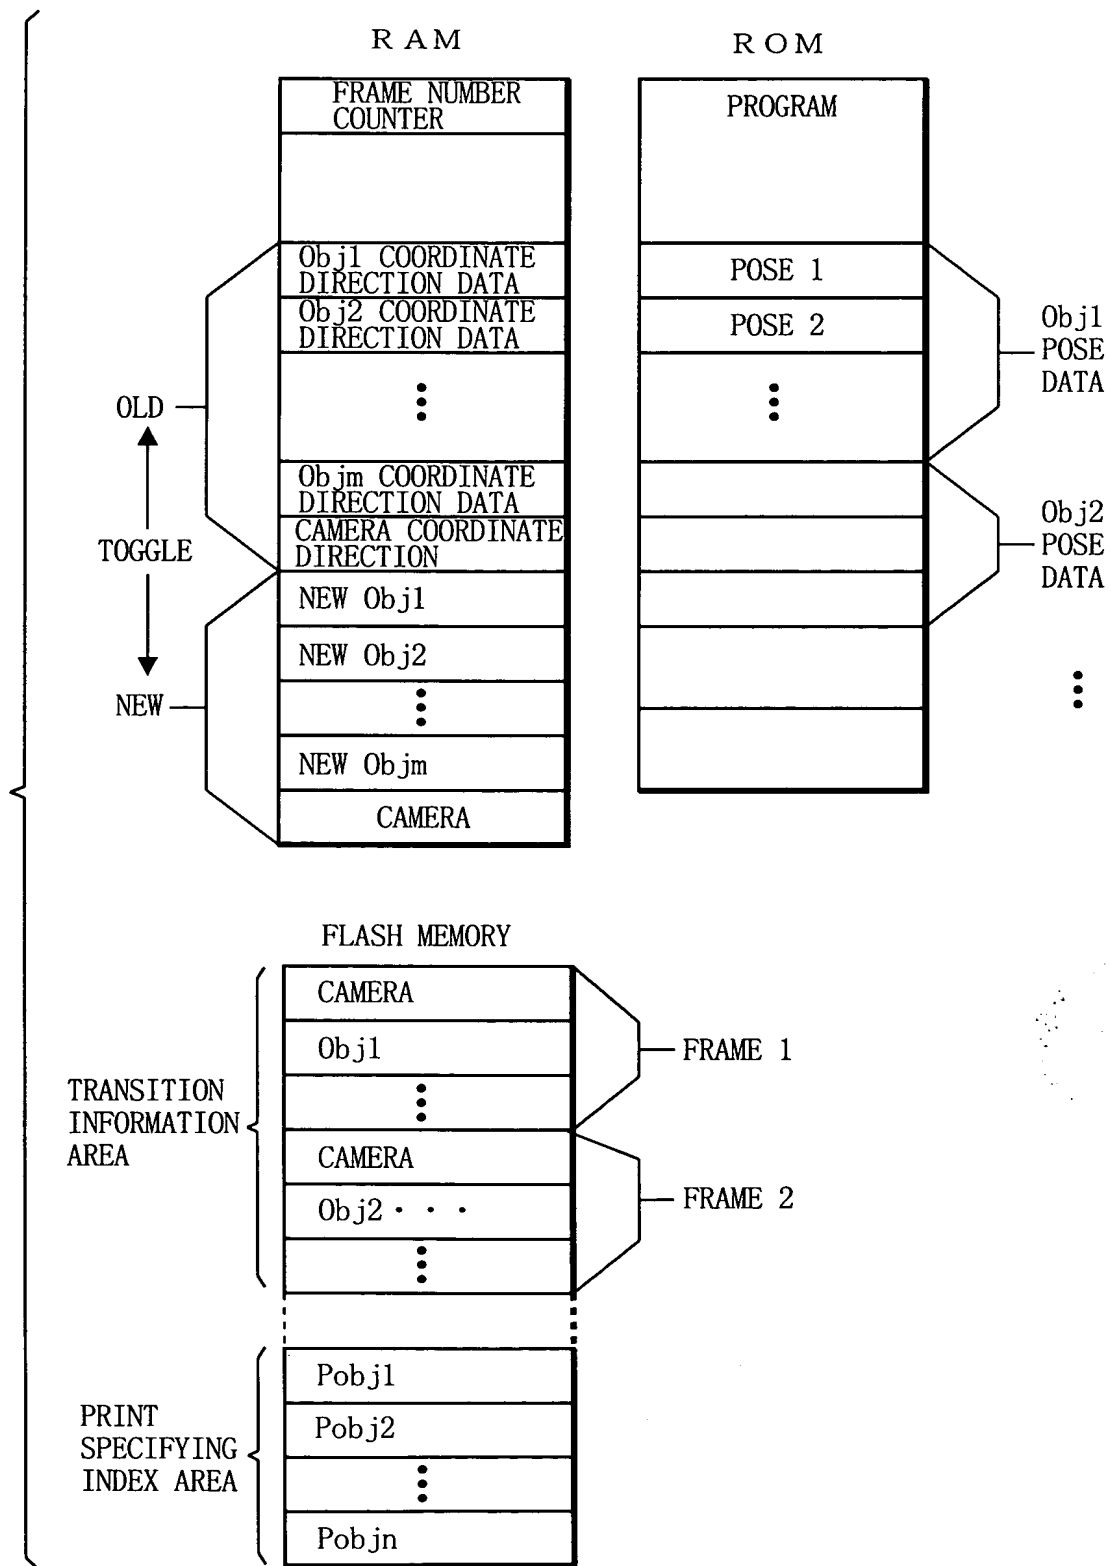 RAM
FRAME NUMBER
COUNTER
Obj1 COORDINATE
DIRECTION DATA
Obj2 COORDINATE
DIRECTION DATA
Objm COORDINATE
DIRECTION DATA
CAMERA COORDINATE
DIRECTION
NEW Obj1
NEW Obj2
NEW Objm
CAMERA
OLD
TOGGLE
NEW
ROM
PROGRAM
POSE 1
POSE 2
Obj1
POSE
DATA
Obj2
POSE
DATA
FLASH MEMORY
CAMERA
Obj1
CAMERA
Obj2 · · ·
FRAME 1
FRAME 2
TRANSITION
INFORMATION
AREA
Pobj1
Pobj2
Pobjn
PRINT
SPECIFYING
INDEX AREA